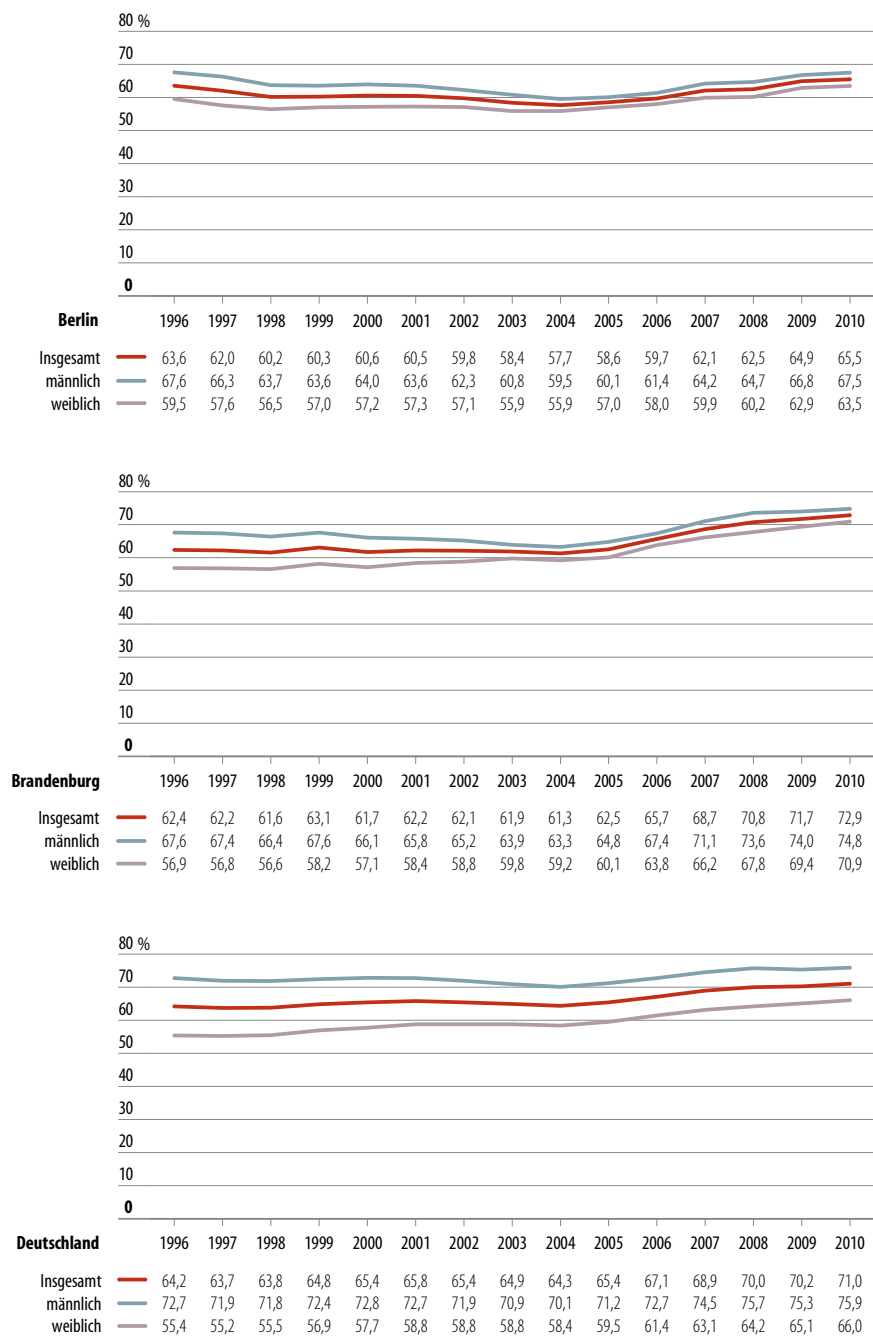 80 %
70
60
50
40
30
20
10
0
Berlin 1996 1997 1998 1999 2000 2001 2002 2003 2004 2005 2006 2007 2008 2009 2010
Insgesamt 63,6 62,0 60,2 60,3 60,6 60,5 59,8 58,4 57,7 58,6 59,7 62,1 62,5 64,9 65,5
männlich 67,6 66,3 63,7 63,6 64,0 63,6 62,3 60,8 59,5 60,1 61,4 64,2 64,7 66,8 67,5
weiblich 59,5 57,6 56,5 57,0 57,2 57,3 57,1 55,9 55,9 57,0 58,0 59,9 60,2 62,9 63,5
80 %
70
60
50
40
30
20
10
0
Brandenburg 1996 1997 1998 1999 2000 2001 2002 2003 2004 2005 2006 2007 2008 2009 2010
Insgesamt 62,4 62,2 61,6 63,1 61,7 62,2 62,1 61,9 61,3 62,5 65,7 68,7 70,8 71,7 72,9
männlich 67,6 67,4 66,4 67,6 66,1 65,8 65,2 63,9 63,3 64,8 67,4 71,1 73,6 74,0 74,8
weiblich 56,9 56,8 56,6 58,2 57,1 58,4 58,8 59,8 59,2 60,1 63,8 66,2 67,8 69,4 70,9
80 %
70
60
50
40
30
20
10
0
Deutschland 1996 1997 1998 1999 2000 2001 2002 2003 2004 2005 2006 2007 2008 2009 2010
Insgesamt 64,2 63,7 63,8 64,8 65,4 65,8 65,4 64,9 64,3 65,4 67,1 68,9 70,0 70,2 71,0
männlich 72,7 71,9 71,8 72,4 72,8 72,7 71,9 70,9 70,1 71,2 72,7 74,5 75,7 75,3 75,9
weiblich 55,4 55,2 55,5 56,9 57,7 58,8 58,8 58,8 58,4 59,5 61,4 63,1 64,2 65,1 66,0